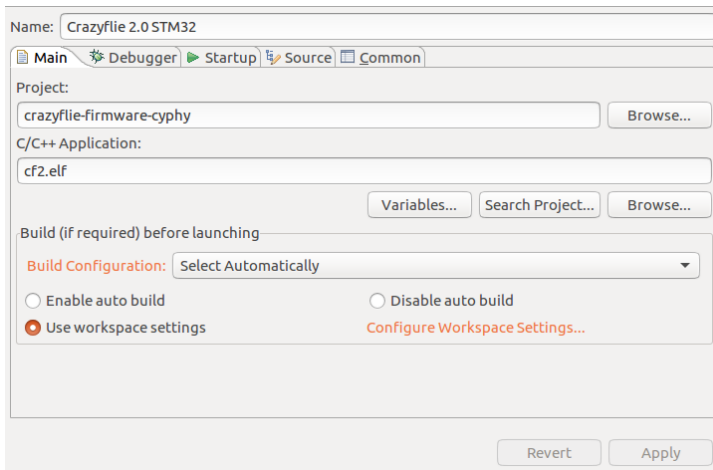 Name: Crazyflie 2.0 STM32
Main Debugger Startup Source Common
Project:
crazyflie-firmware-cyphy Browse...
C/C++ Application:
cf2.elf
Variables... Search Project... Browse...
Build (if required) before launching
Build Configuration: Select Automatically
Enable auto build Disable auto build
Use workspace settings Configure Workspace Settings...
Revert Apply